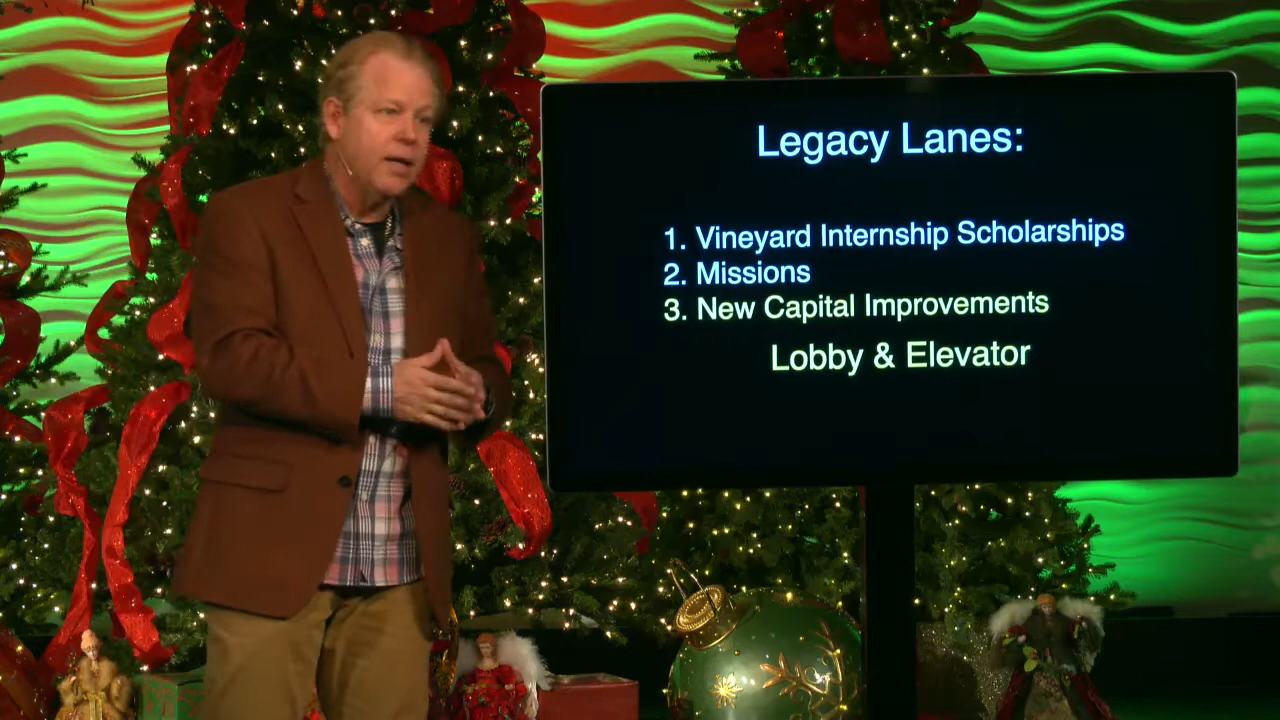 Legacy Lanes:
1. Vineyard Internship Scholarships
2. Missions
3. New Capital Improvements
Lobby & Elevator